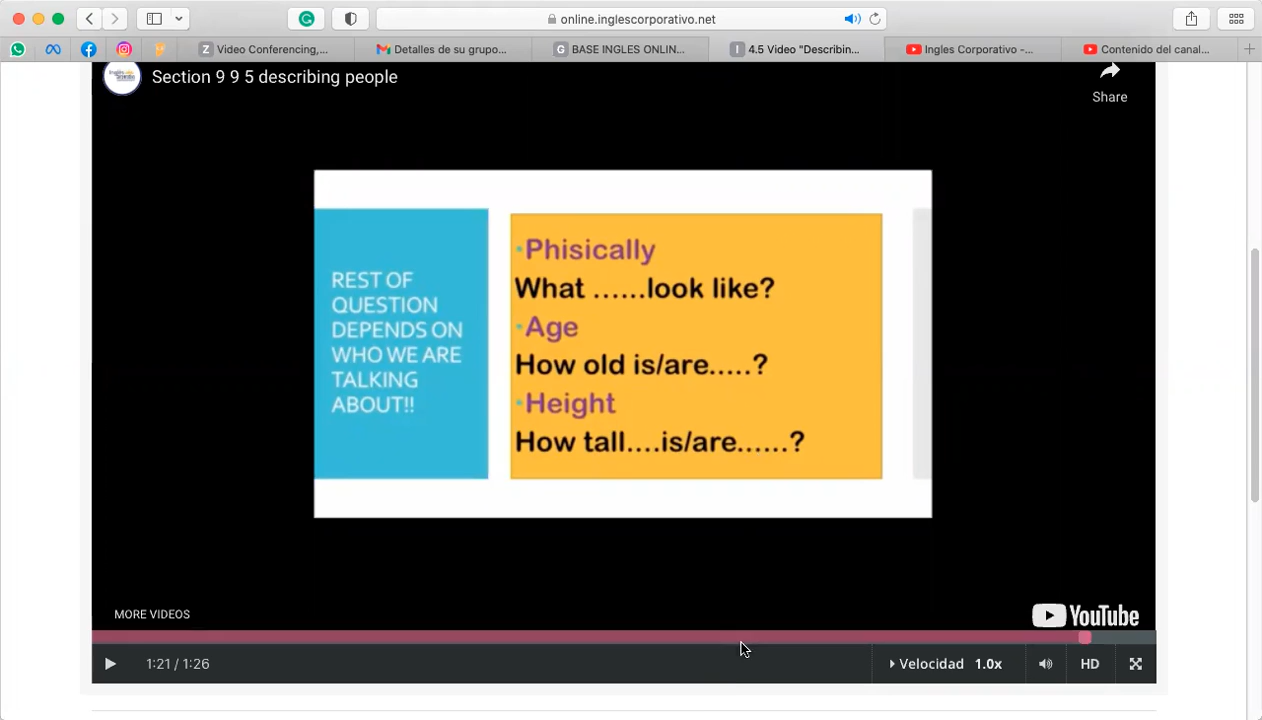 online.inglescorporativo.net
Video Conferencing,...
Detalles de su grupo...
BASE INGLES ONLIN...
4.5 Video "Describin...
Ingles Corporativo -...
Contenido del canal...
Section 9 9 5 describing people
Share
REST OF
QUESTION
DEPENDS ON
WHO WE ARE
TALKING
ABOUT!!
•Phisically
What ......look like?
•Age
How old is/are.....?
•Height
How tall....is/are......?
MORE VIDEOS
YouTube
1:21 / 1:26
Velocidad 1.0x
HD